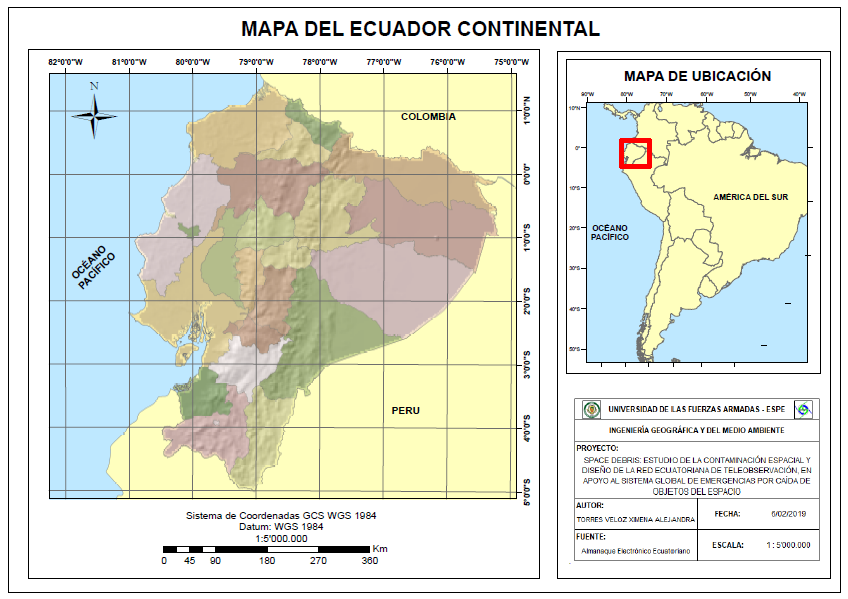 MAPA DEL ECUADOR CONTINENTAL
82°0'0"W 81°0'0"W 80°0'0"W 79°0'0"W 78°0'0"W 77°0'0"W 76°0'0"W 75°0'0"W
N
COLOMBIA
1°0'0"N
0°0'0"
1°0'0"S
2°0'0"S
3°0'0"S
4°0'0"S
5°0'0"S
OCÉANO
PACÍFICO
PERU
Sistema de Coordenadas GCS WGS 1984
Datum: WGS 1984
1:5'000.000
Km
0 45 90 180 270 360
MAPA DE UBICACIÓN
90°W 80°W 70°W 60°W 50°W 40°W
10°N
0°
10°S
20°S
30°S
40°S
50°S
AMÉRICA DEL SUR
OCÉANO
PACÍFICO
UNIVERSIDAD DE LAS FUERZAS ARMADAS - ESPE
INGENIERÍA GEOGRÁFICA Y DEL MEDIO AMBIENTE
PROYECTO:
SPACE DEBRIS: ESTUDIO DE LA CONTAMINACIÓN ESPACIAL Y
DISEÑO DE LA RED ECUATORIANA DE TELEOBSERVACIÓN, EN
APOYO AL SISTEMA GLOBAL DE EMERGENCIAS POR CAÍDA DE
OBJETOS DEL ESPACIO
AUTOR:
TORRES VELOZ XIMENA ALEJANDRA
FECHA: 6/02/2019
FUENTE:
Almanaque Electrónico Ecuatoriano
ESCALA: 1 : 5'000.000